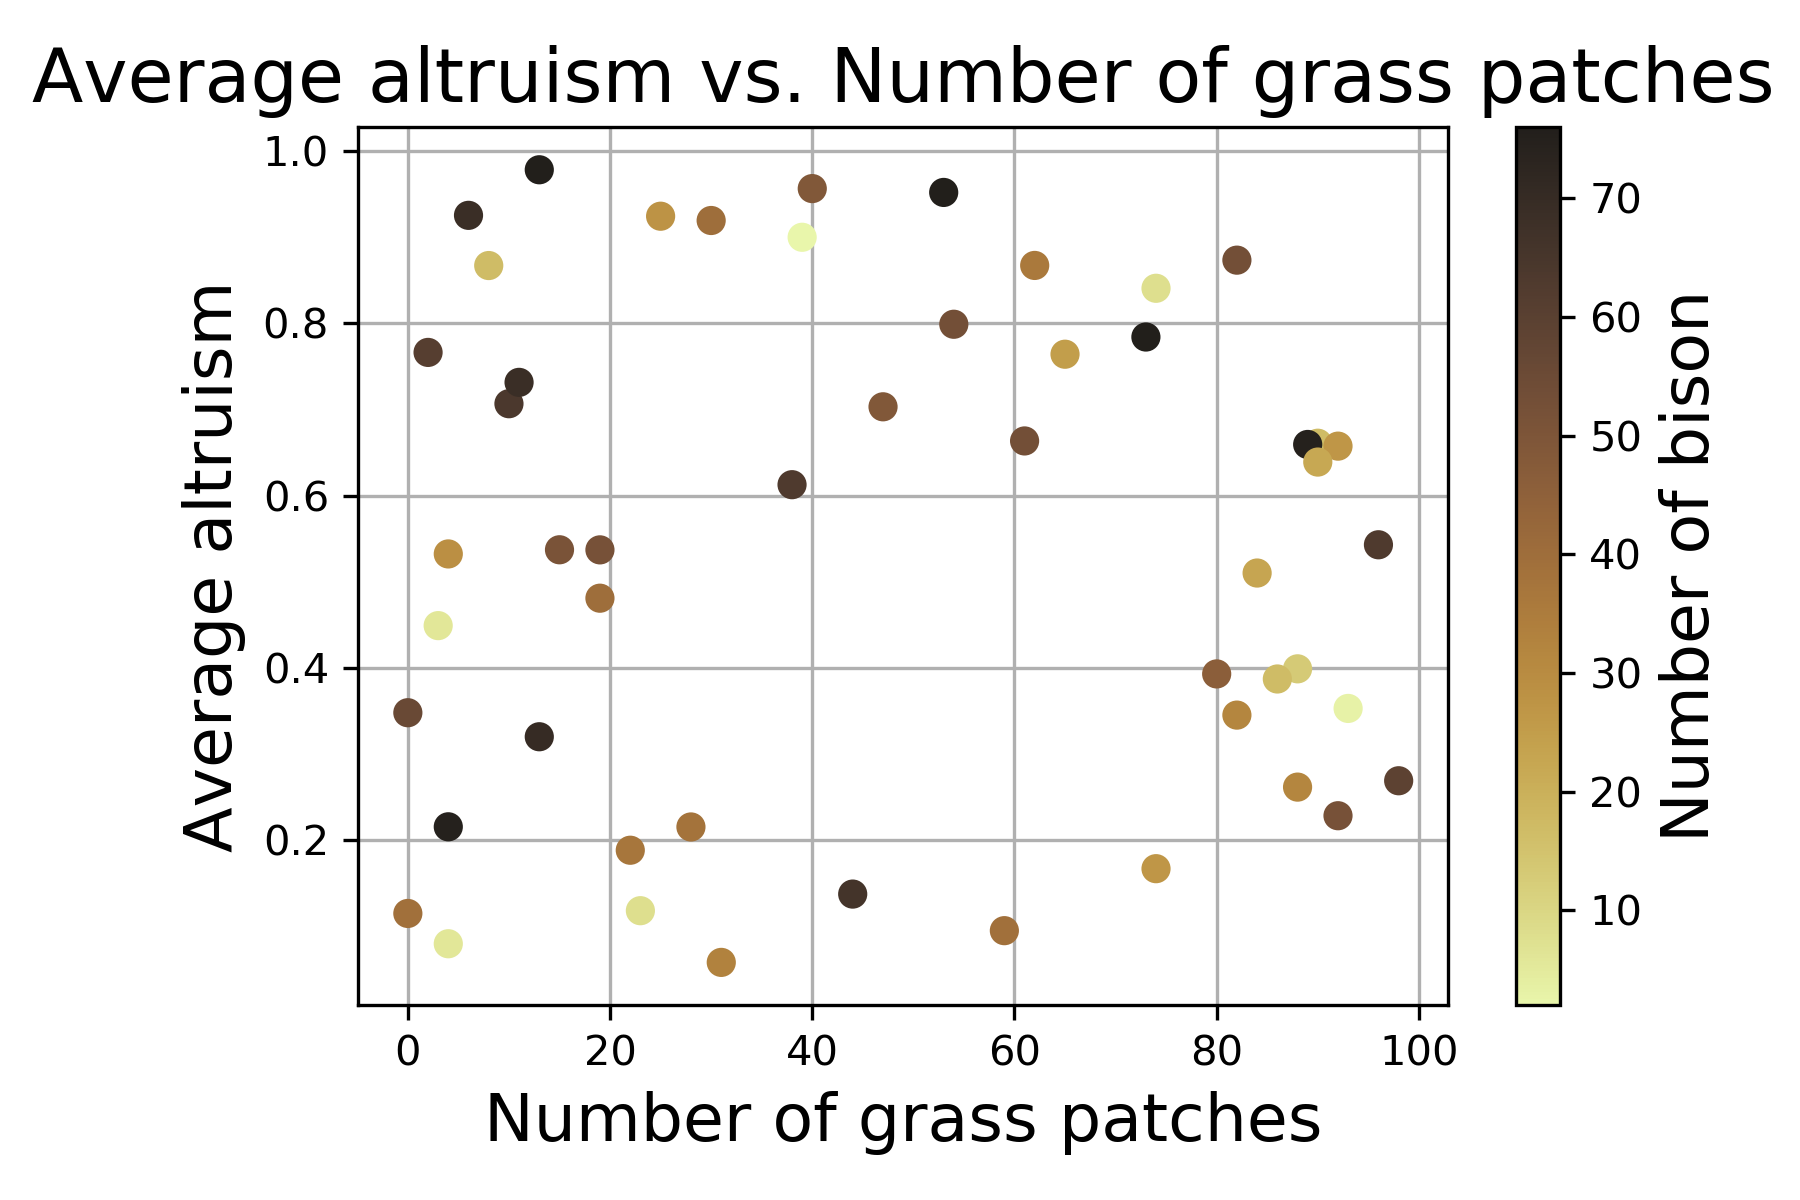 Average altruism vs. Number of grass patches
1.0
0.8
0.6
0.4
0.2
Average altruism
0 20 40 60 80 100
Number of grass patches
70
60
50
40
30
20
10
Number of bison